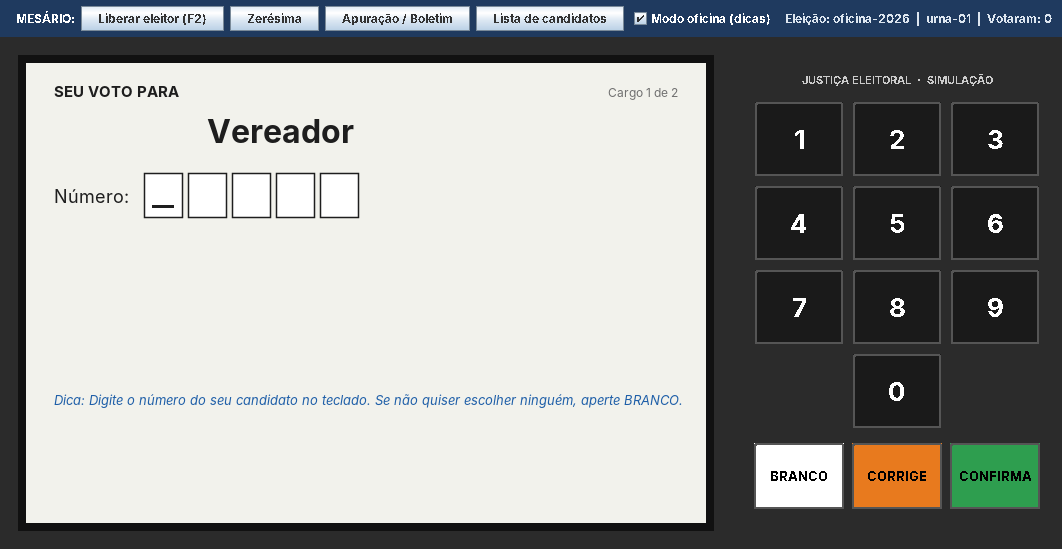 MESÁRIO: Liberar eleitor (F2) Zerésima Apuração / Boletim Lista de candidatos Modo oficina (dicas) Eleição: oficina-2026 | urna-01 | Votaram: 0
SEU VOTO PARA
Cargo 1 de 2
Vereador
Número:
Dica: Digite o número do seu candidato no teclado. Se não quiser escolher ninguém, aperte BRANCO.
JUSTIÇA ELEITORAL · SIMULAÇÃO
1 2 3
4 5 6
7 8 9
0
BRANCO CORRIGE CONFIRMA